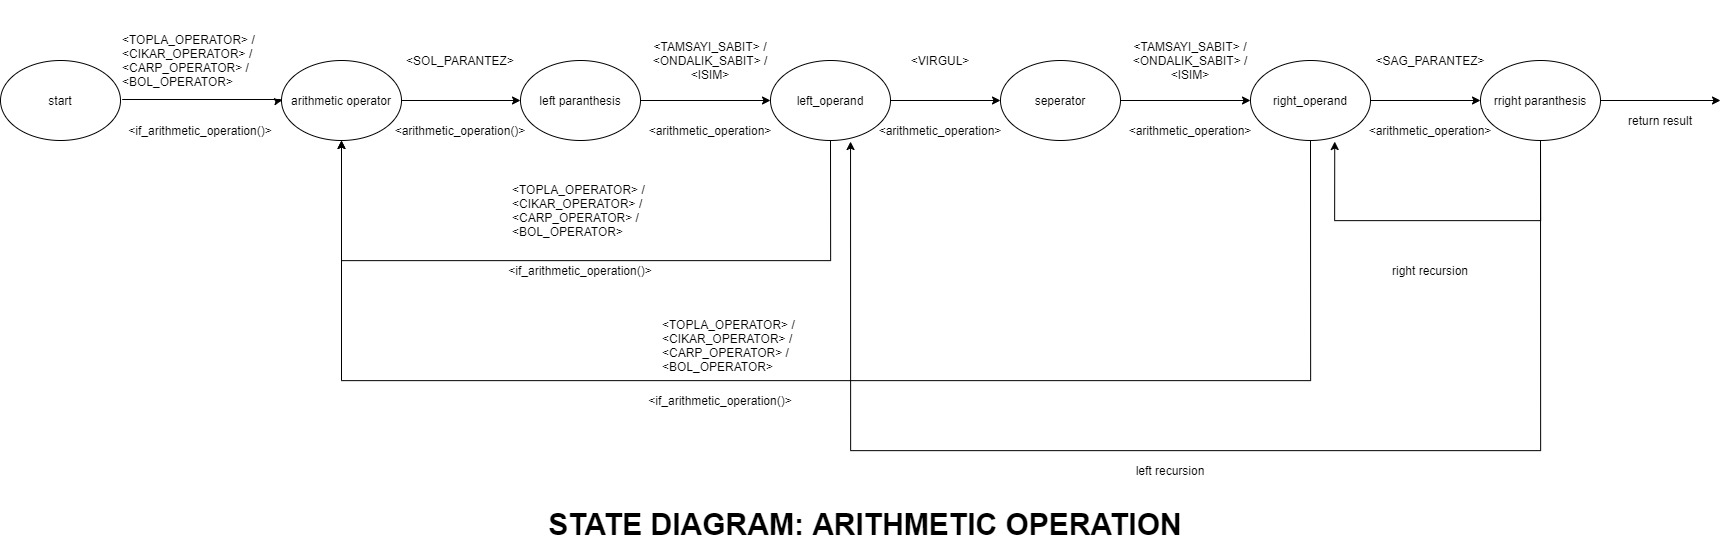 <TOPLA_OPERATOR> /
<CIKAR_OPERATOR> /
<CARP_OPERATOR> /
<BOL_OPERATOR>
<SOL_PARANTEZ>
<TAMSAYI_SABIT> /
<ONDALIK_SABIT> /
<ISIM>
<VIRGUL>
<TAMSAYI_SABIT> /
<ONDALIK_SABIT> /
<ISIM>
<SAG_PARANTEZ>
start
arithmetic operator
left paranthesis
left_operand
seperator
right_operand
rright paranthesis
<if_arithmetic_operation()>
<arithmetic_operation()>
<arithmetic_operation>
<arithmetic_operation>
<arithmetic_operation>
<arithmetic_operation>
return result
<TOPLA_OPERATOR> /
<CIKAR_OPERATOR> /
<CARP_OPERATOR> /
<BOL_OPERATOR>
<if_arithmetic_operation()>
right recursion
<TOPLA_OPERATOR> /
<CIKAR_OPERATOR> /
<CARP_OPERATOR> /
<BOL_OPERATOR>
<if_arithmetic_operation()>
left recursion
STATE DIAGRAM: ARITHMETIC OPERATION